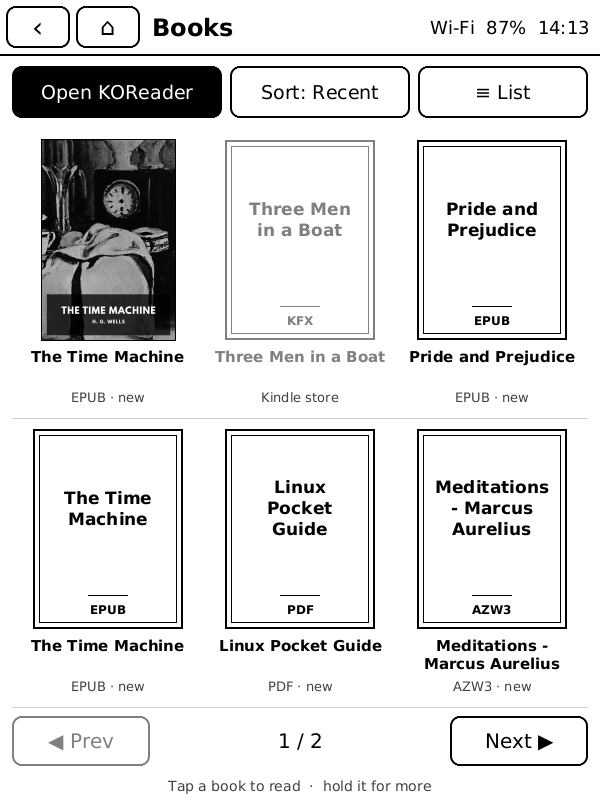 ‹ ⌂ Books Wi-Fi 87% 14:13
Open KOReader Sort: Recent ≡ List
THE TIME MACHINE
H. G. WELLS
Three Men
in a Boat
KFX
Pride and
Prejudice
EPUB
The Time Machine Three Men in a Boat Pride and Prejudice
EPUB · new Kindle store EPUB · new
The Time
Machine
EPUB
Linux
Pocket
Guide
PDF
Meditations
- Marcus
Aurelius
AZW3
The Time Machine Linux Pocket Guide Meditations -
Marcus Aurelius
EPUB · new PDF · new AZW3 · new
◀ Prev 1 / 2 Next ▶
Tap a book to read · hold it for more